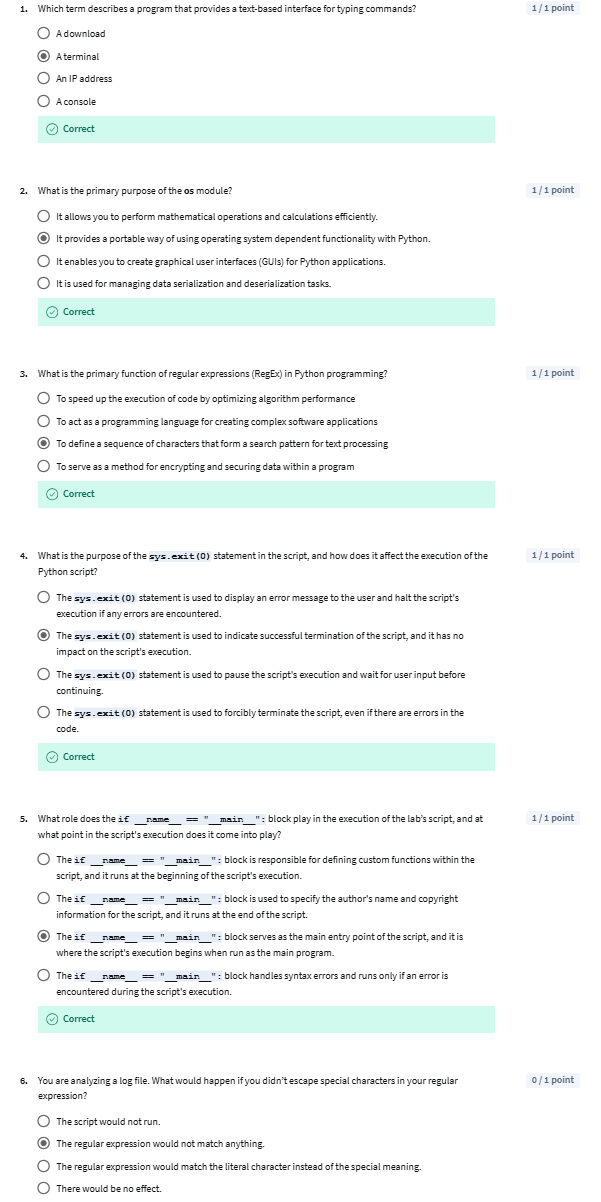 1. Which term describes a program that provides a text-based interface for typing commands? 1 / 1 point
A download
A terminal
An IP address
A console
Correct
2. What is the primary purpose of the os module? 1 / 1 point
It allows you to perform mathematical operations and calculations efficiently.
It provides a portable way of using operating system dependent functionality with Python.
It enables you to create graphical user interfaces (GUIs) for Python applications.
It is used for managing data serialization and deserialization tasks.
Correct
3. What is the primary function of regular expressions (RegEx) in Python programming? 1 / 1 point
To speed up the execution of code by optimizing algorithm performance
To act as a programming language for creating complex software applications
To define a sequence of characters that form a search pattern for text processing
To serve as a method for encrypting and securing data within a program
Correct
4. What is the purpose of the sys.exit(0) statement in the script, and how does it affect the execution of the 1 / 1 point
Python script?
The sys.exit(0) statement is used to display an error message to the user and halt the script's
execution if any errors are encountered.
The sys.exit(0) statement is used to indicate successful termination of the script, and it has no
impact on the script's execution.
The sys.exit(0) statement is used to pause the script's execution and wait for user input before
continuing.
The sys.exit(0) statement is used to forcibly terminate the script, even if there are errors in the
code.
Correct
5. What role does the if __name__ == "__main__": block play in the execution of the lab's script, and at 1 / 1 point
what point in the script's execution does it come into play?
The if __name__ == "__main__": block is responsible for defining custom functions within the
script, and it runs at the beginning of the script's execution.
The if __name__ == "__main__": block is used to specify the author's name and copyright
information for the script, and it runs at the end of the script.
The if __name__ == "__main__": block serves as the main entry point of the script, and it is
where the script's execution begins when run as the main program.
The if __name__ == "__main__": block handles syntax errors and runs only if an error is
encountered during the script's execution.
Correct
6. You are analyzing a log file. What would happen if you didn't escape special characters in your regular 0 / 1 point
expression?
The script would not run.
The regular expression would not match anything.
The regular expression would match the literal character instead of the special meaning.
There would be no effect.